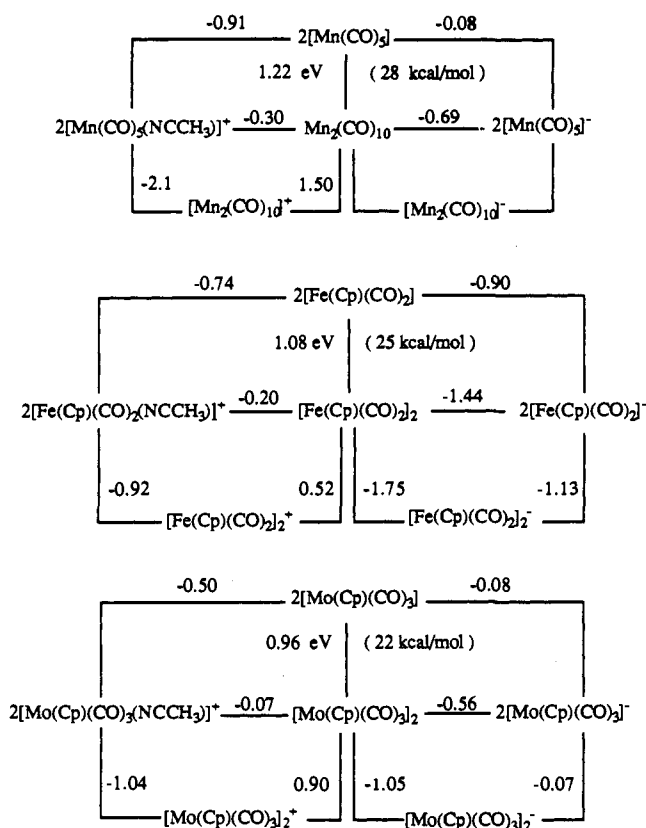 -0.91 2[Mn(CO)₅] -0.08
1.22 eV (28 kcal/mol)
2[Mn(CO)₅(NCCH₃)]⁺ -0.30 Mn₂(CO)₁₀ -0.69 2[Mn(CO)₅]⁻
-2.1 1.50
[Mn₂(CO)₁₀]⁺ [Mn₂(CO)₁₀]⁻
-0.74 2[Fe(Cp)(CO)₂] -0.90
1.08 eV (25 kcal/mol)
2[Fe(Cp)(CO)₂(NCCH₃)]⁺ -0.20 [Fe(Cp)(CO)₂]₂ -1.44 2[Fe(Cp)(CO)₂]⁻
-0.92 0.52 -1.75 -1.13
[Fe(Cp)(CO)₂]₂⁺ [Fe(Cp)(CO)₂]₂⁻
-0.50 2[Mo(Cp)(CO)₃] -0.08
0.96 eV (22 kcal/mol)
2[Mo(Cp)(CO)₃(NCCH₃)]⁺ -0.07 [Mo(Cp)(CO)₃]₂ -0.56 2[Mo(Cp)(CO)₃]⁻
-1.04 0.90 -1.05 -0.07
[Mo(Cp)(CO)₃]₂⁺ [Mo(Cp)(CO)₃]₂⁻